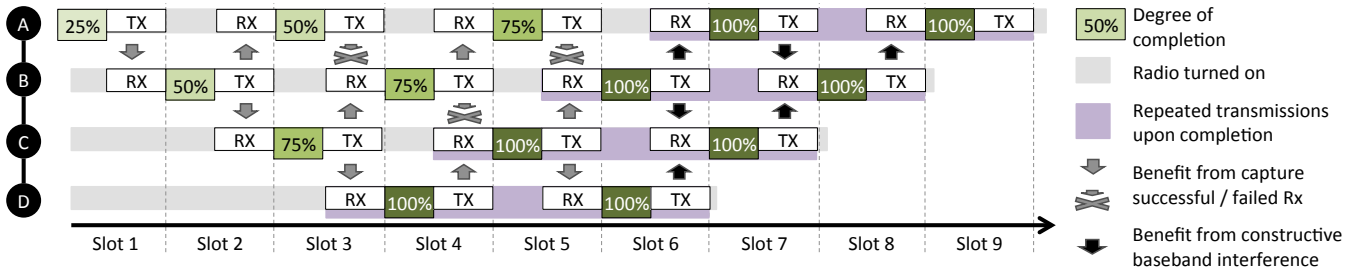 A 25% TX RX 50% TX RX 75% TX RX 100% TX RX 100% TX
B RX 50% TX RX 75% TX RX 100% TX RX 100% TX
C RX 75% TX RX 100% TX RX 100% TX
D RX 100% TX RX 100% TX
Slot 1 Slot 2 Slot 3 Slot 4 Slot 5 Slot 6 Slot 7 Slot 8 Slot 9
50% Degree of
completion
Radio turned on
Repeated transmissions
upon completion
Benefit from capture
successful / failed Rx
Benefit from constructive
baseband interference